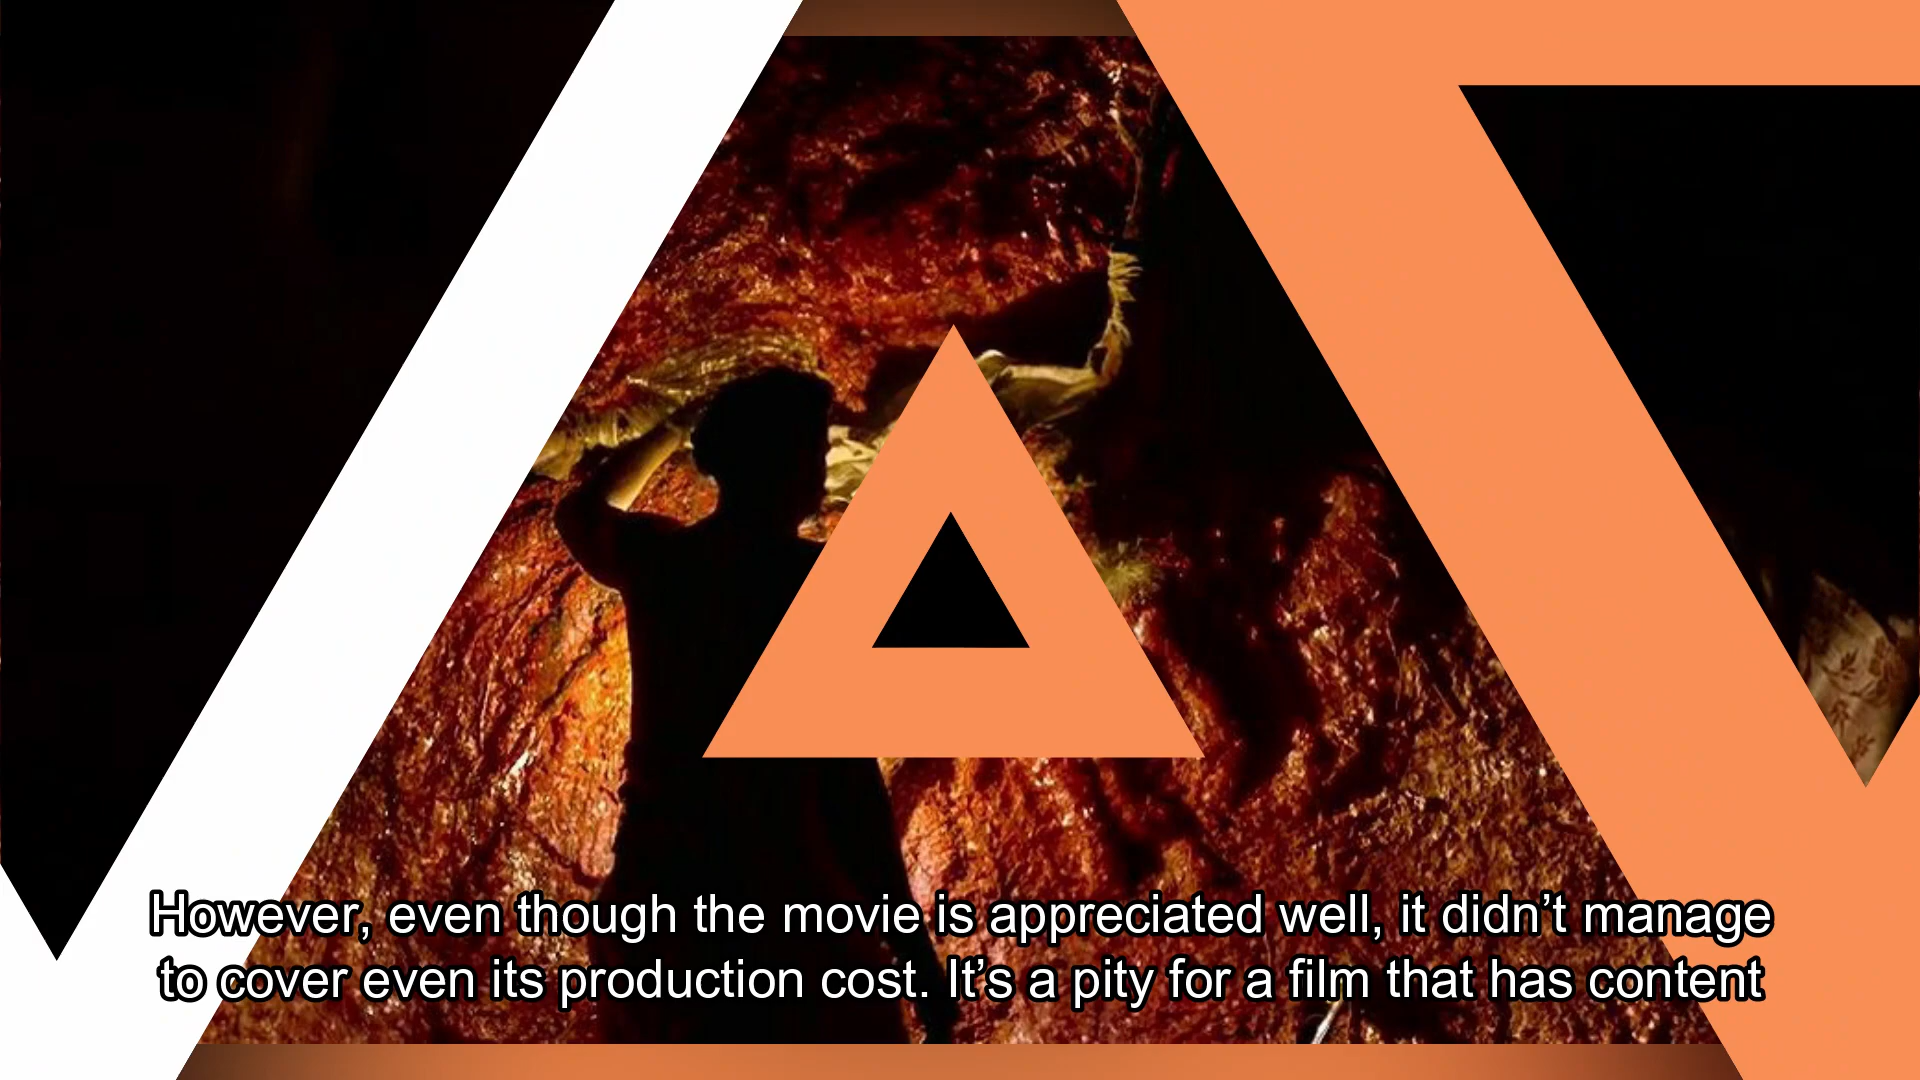 However, even though the movie is appreciated well, it didn’t manage
to cover even its production cost. It’s a pity for a film that has content